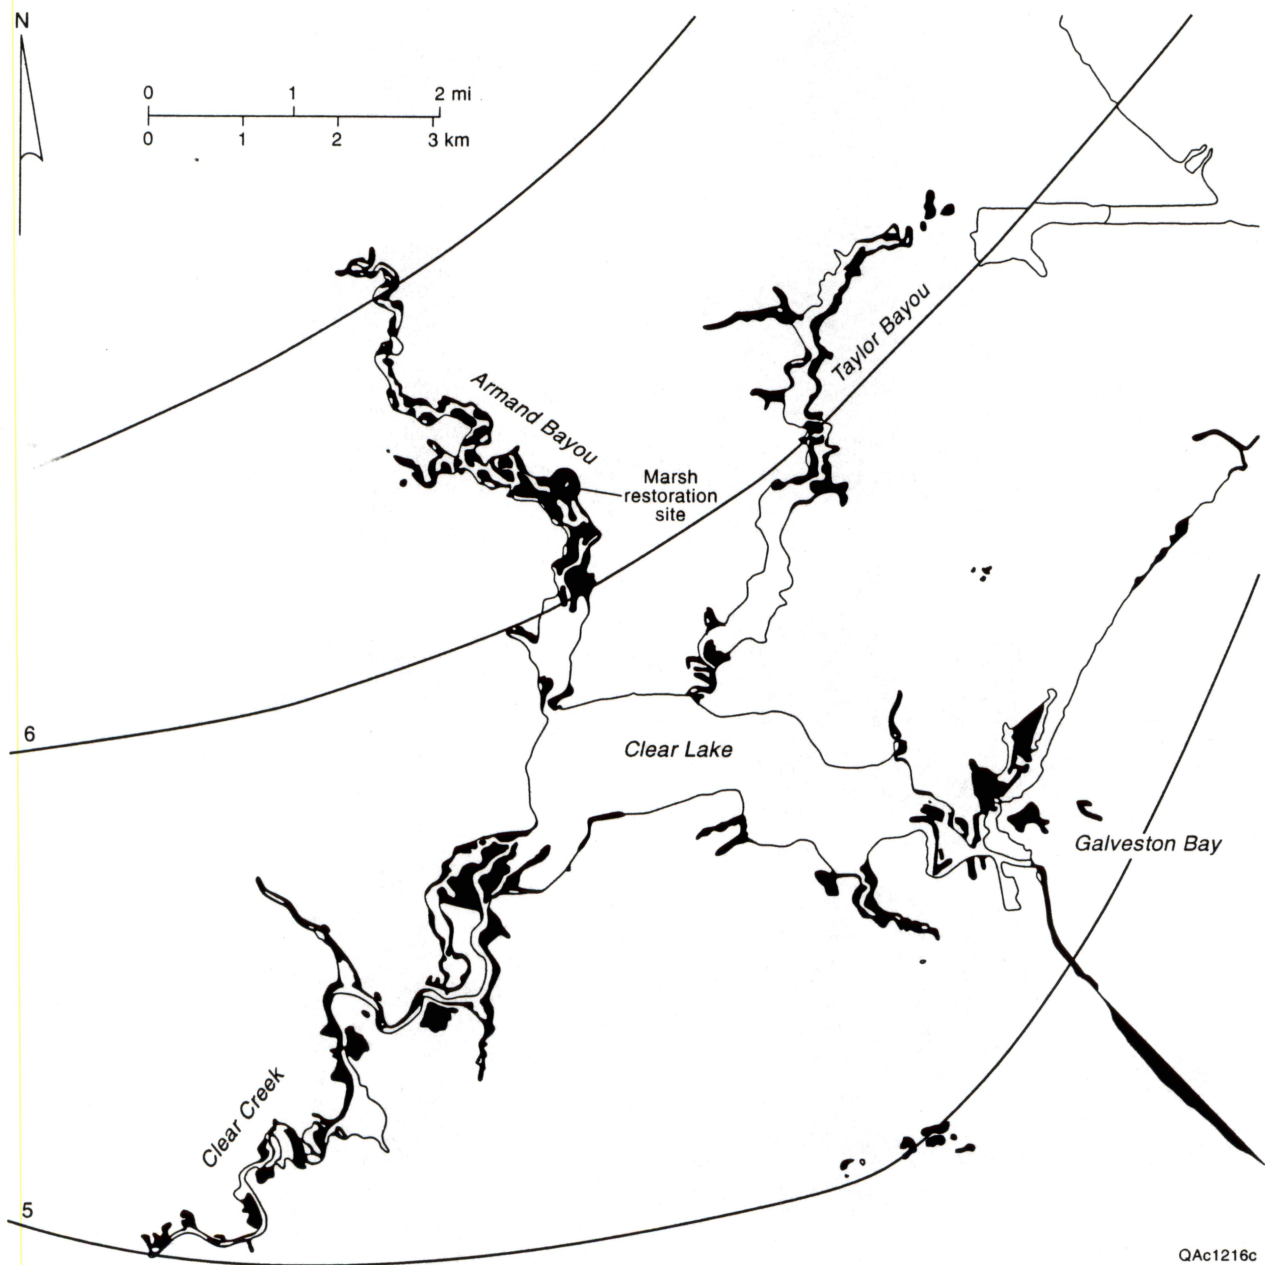 N
0 1 2 mi
0 1 2 3 km
Armand Bayou
Taylor Bayou
Marsh
restoration
site
6
Clear Lake
Galveston Bay
Clear Creek
5
QAc1216c